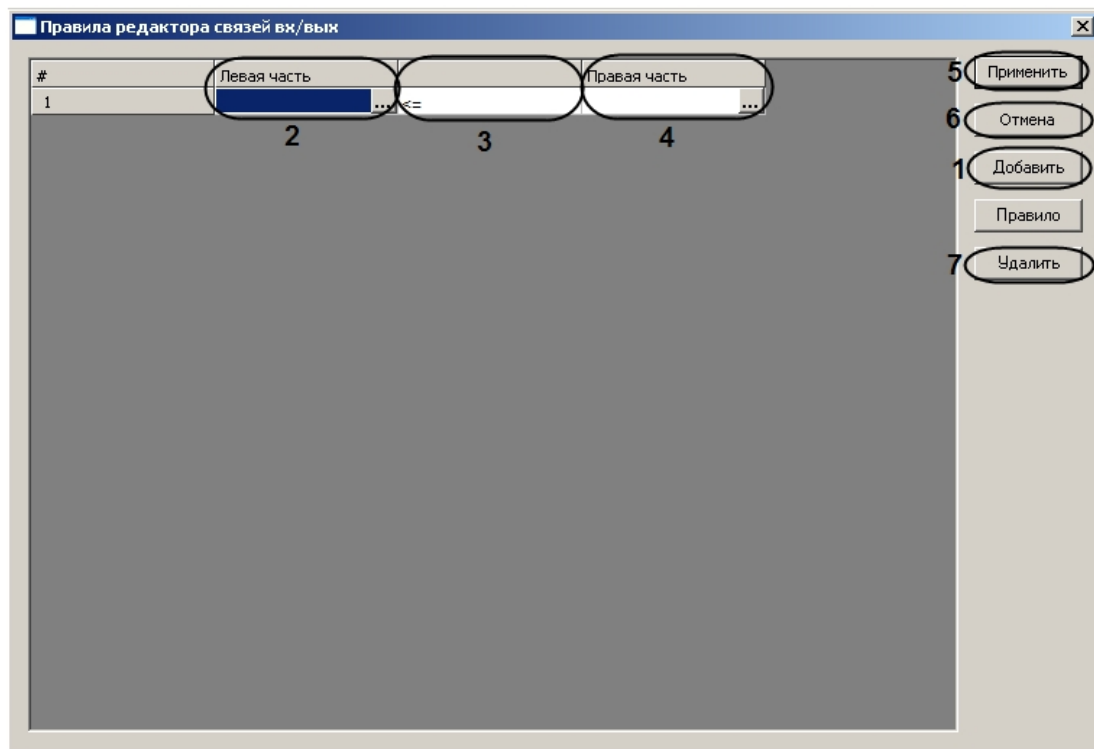 Правила редактора связей вх/вых
# Левая часть Правая часть
1 ... <= ...
2 3 4
5 Применить
6 Отмена
1 Добавить
Правило
7 Удалить